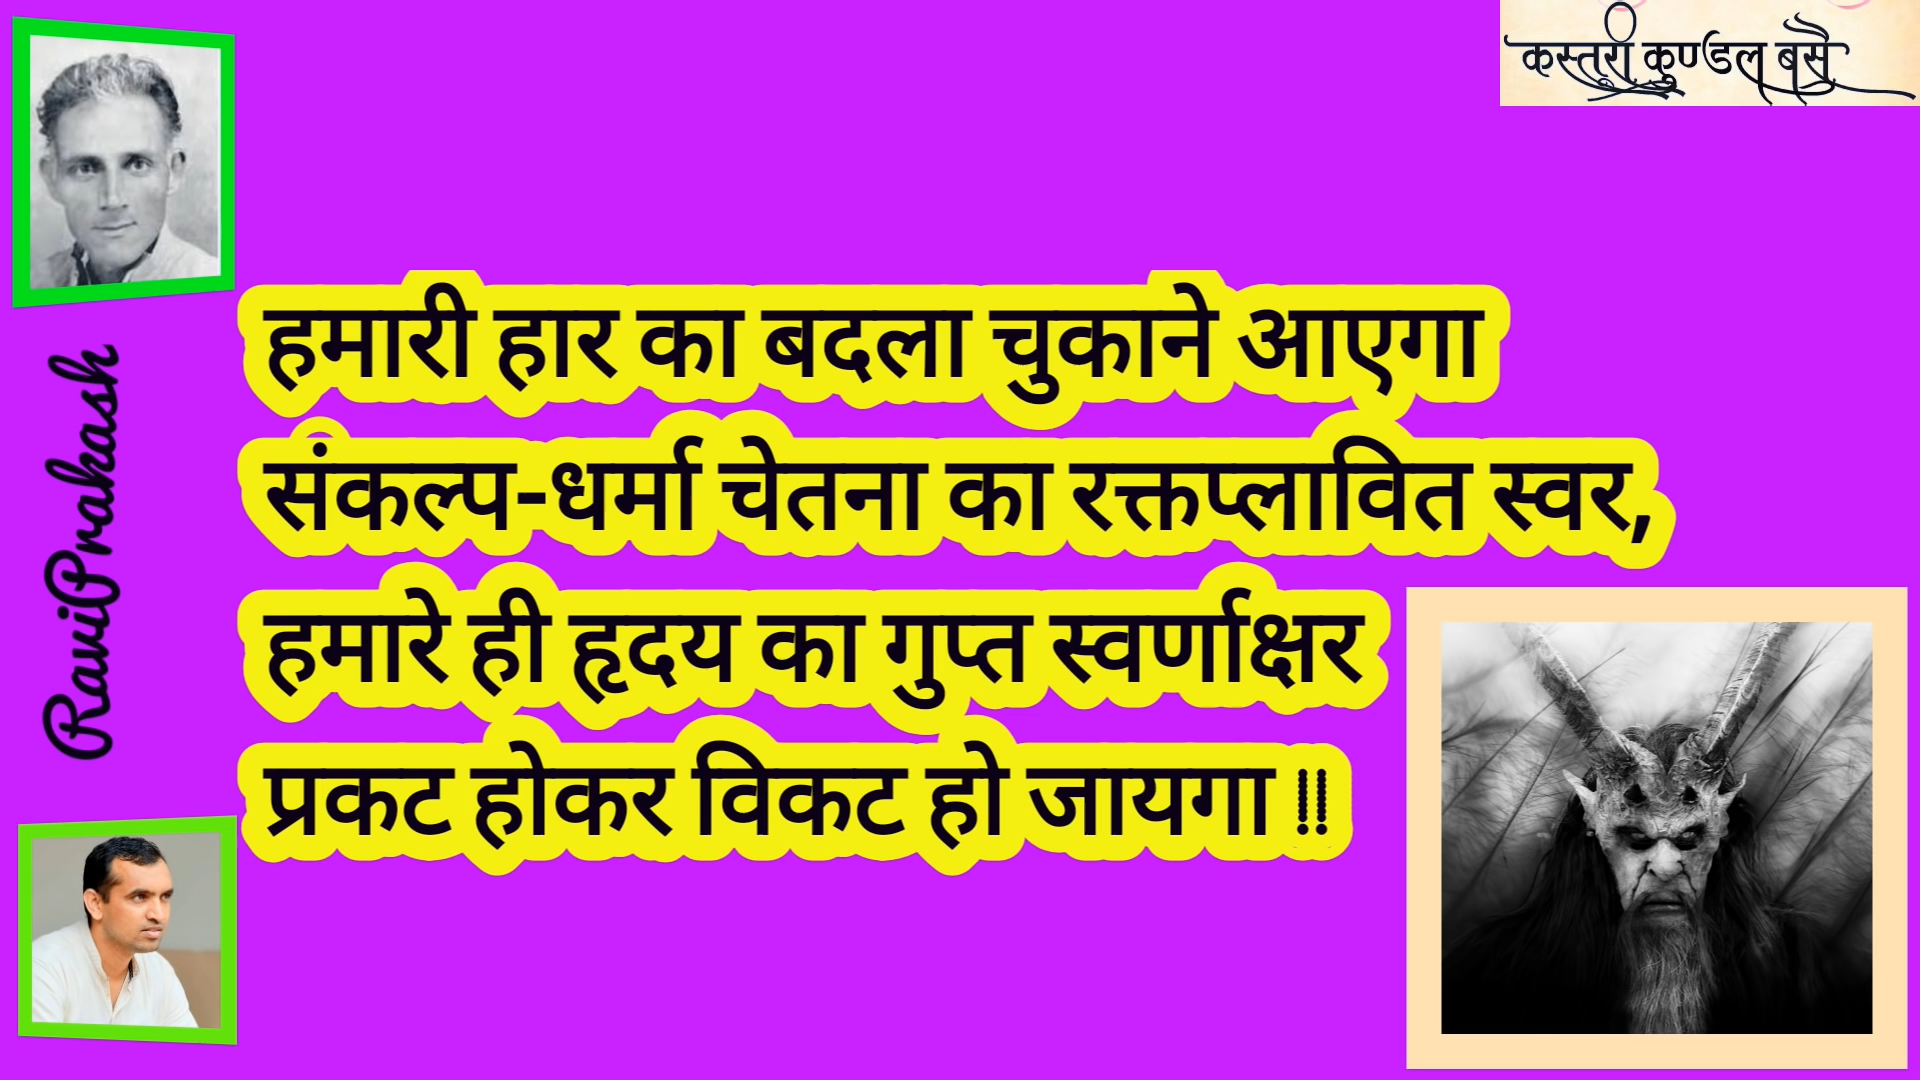 कस्तूरी कुण्डल बसै
हमारी हार का बदला चुकाने आएगा
संकल्प-धर्मा चेतना का रक्तप्लावित स्वर,
हमारे ही हृदय का गुप्त स्वर्णाक्षर
प्रकट होकर विकट हो जायगा !!
RaviPrakash